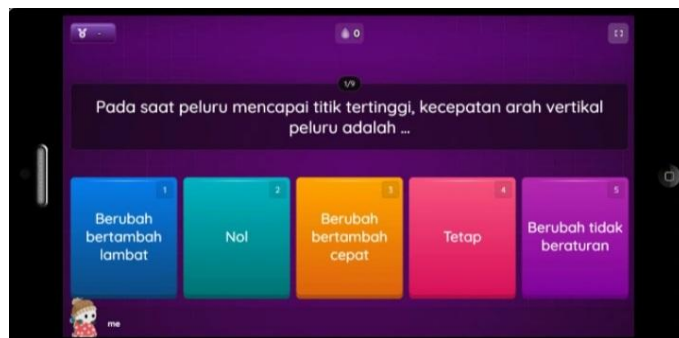 0
1/9
Pada saat peluru mencapai titik tertinggi, kecepatan arah vertikal
peluru adalah ...
1
Berubah
bertambah
lambat
2
Nol
3
Berubah
bertambah
cepat
4
Tetap
5
Berubah tidak
beraturan
me